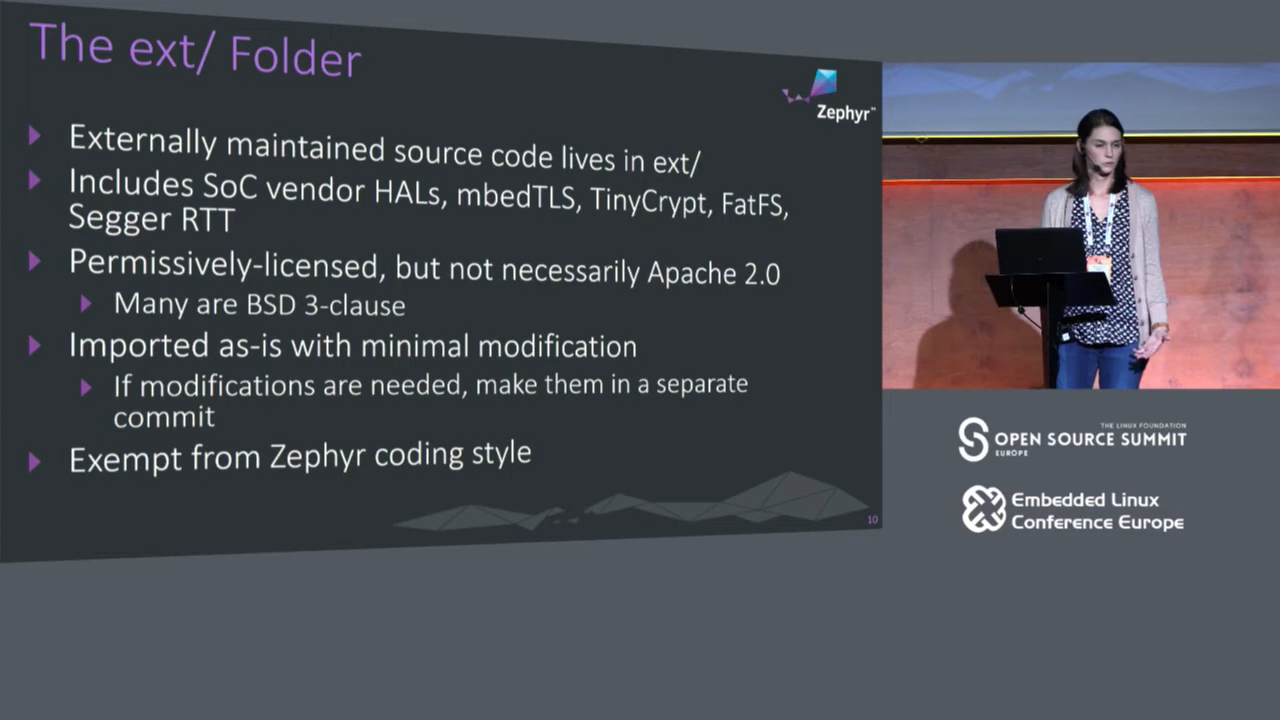 The ext/ Folder
Zephyr™
Externally maintained source code lives in ext/
Includes SoC vendor HALs, mbedTLS, TinyCrypt, FatFS,
Segger RTT
Permissively-licensed, but not necessarily Apache 2.0
Many are BSD 3-clause
Imported as-is with minimal modification
If modifications are needed, make them in a separate
commit
Exempt from Zephyr coding style
10
THE LINUX FOUNDATION
OPEN SOURCE SUMMIT
EUROPE
Embedded Linux
Conference Europe